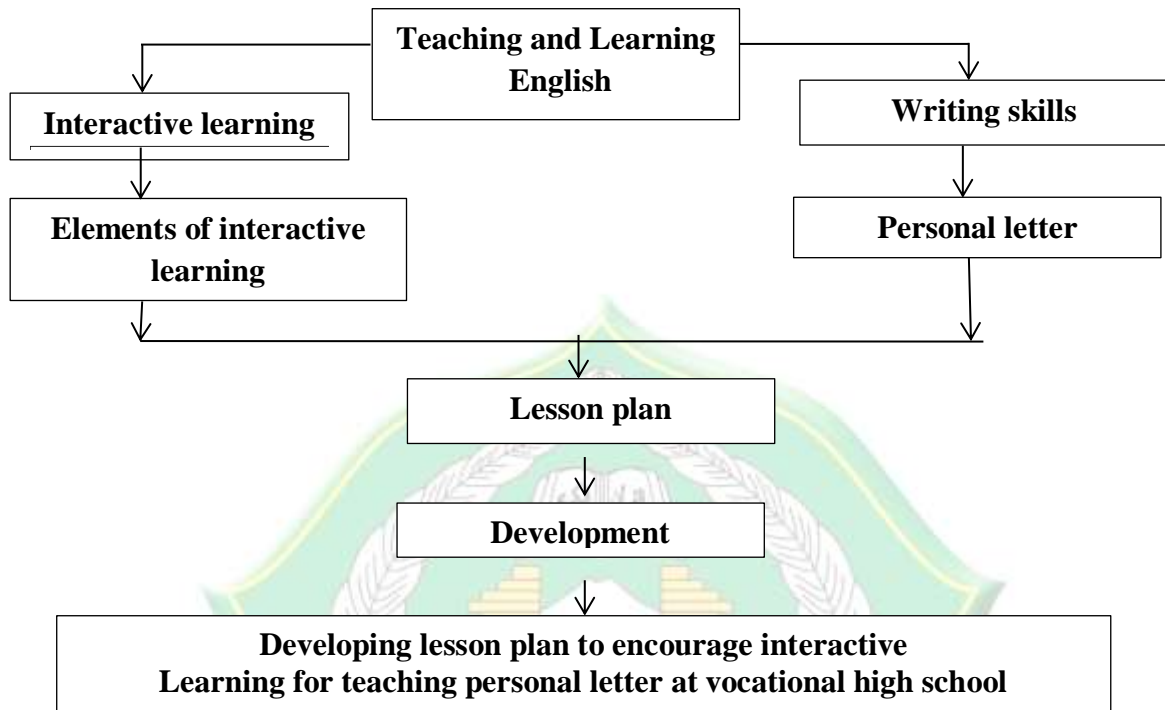 Teaching and Learning
English
Interactive learning
Writing skills
Elements of interactive
learning
Personal letter
Lesson plan
Development
Developing lesson plan to encourage interactive
Learning for teaching personal letter at vocational high school